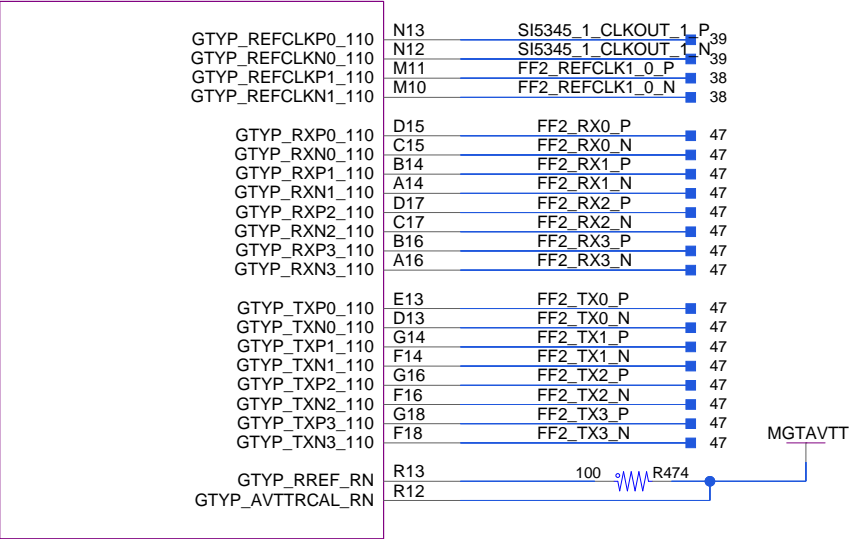 GTYP_REFCLKP0_110 N13 SI5345_1_CLKOUT_1_P 39
GTYP_REFCLKN0_110 N12 SI5345_1_CLKOUT_1_N 39
GTYP_REFCLKP1_110 M11 FF2_REFCLK1_0_P 38
GTYP_REFCLKN1_110 M10 FF2_REFCLK1_0_N 38
GTYP_RXP0_110 D15 FF2_RX0_P 47
GTYP_RXN0_110 C15 FF2_RX0_N 47
GTYP_RXP1_110 B14 FF2_RX1_P 47
GTYP_RXN1_110 A14 FF2_RX1_N 47
GTYP_RXP2_110 D17 FF2_RX2_P 47
GTYP_RXN2_110 C17 FF2_RX2_N 47
GTYP_RXP3_110 B16 FF2_RX3_P 47
GTYP_RXN3_110 A16 FF2_RX3_N 47
GTYP_TXP0_110 E13 FF2_TX0_P 47
GTYP_TXN0_110 D13 FF2_TX0_N 47
GTYP_TXP1_110 G14 FF2_TX1_P 47
GTYP_TXN1_110 F14 FF2_TX1_N 47
GTYP_TXP2_110 G16 FF2_TX2_P 47
GTYP_TXN2_110 F16 FF2_TX2_N 47
GTYP_TXP3_110 G18 FF2_TX3_P 47
GTYP_TXN3_110 F18 FF2_TX3_N 47
MGTAVTT
GTYP_RREF_RN R13 100 R474
GTYP_AVTTRCAL_RN R12